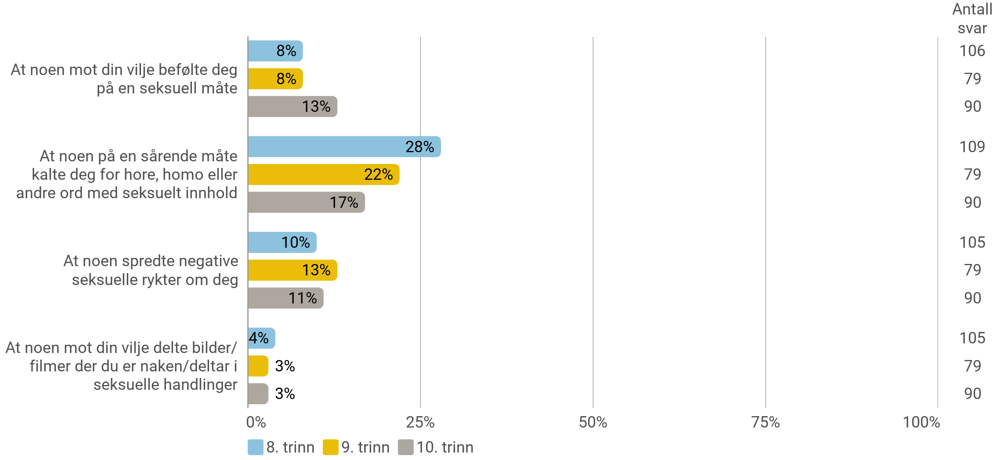 Antall
svar
At noen mot din vilje befølte deg
på en seksuell måte
8%
106
8%
79
13%
90
At noen på en sårende måte
kalte deg for hore, homo eller
andre ord med seksuelt innhold
28%
109
22%
79
17%
90
At noen spredte negative
seksuelle rykter om deg
10%
105
13%
79
11%
90
At noen mot din vilje delte bilder/
filmer der du er naken/deltar i
seksuelle handlinger
4%
105
3%
79
3%
90
0% 25% 50% 75% 100%
8. trinn 9. trinn 10. trinn